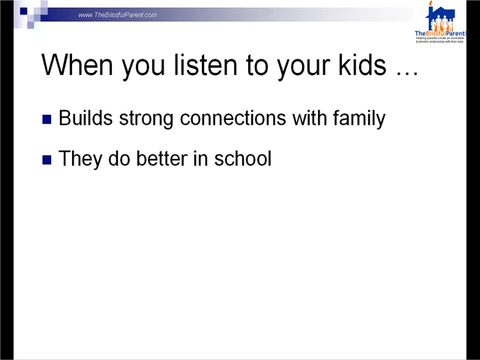 www.TheBlissfulParent.com
TheBlissfulParent
When you listen to your kids ...
Builds strong connections with family
They do better in school